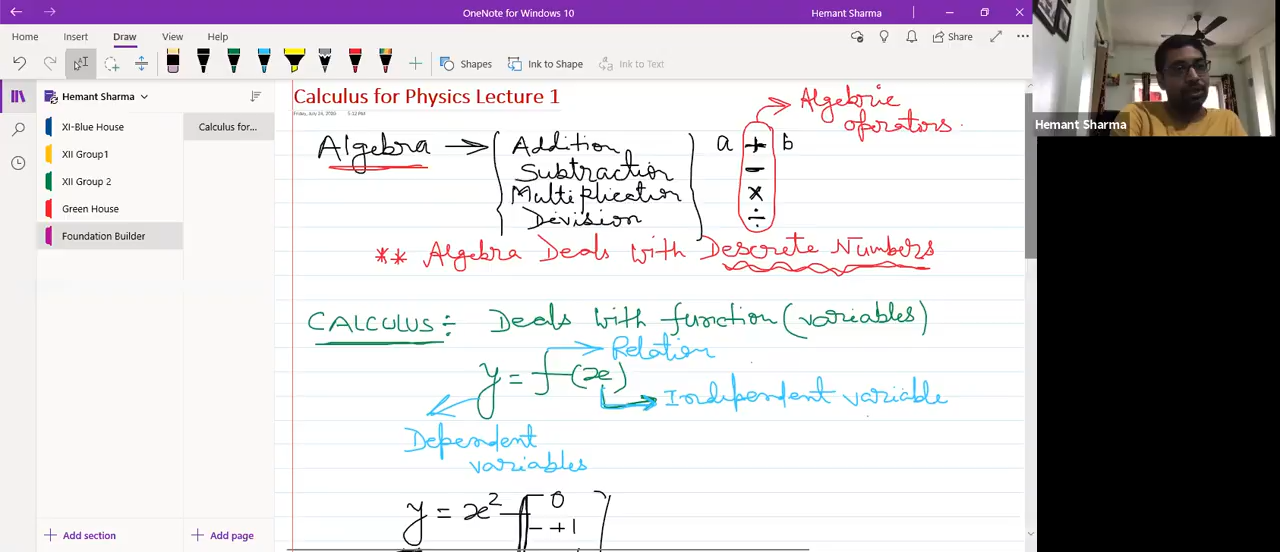 OneNote for Windows 10
Hemant Sharma
Home Insert Draw View Help
Share
Shapes Ink to Shape Ink to Text
Hemant Sharma
XI-Blue House
XII Group1
XII Group 2
Green House
Foundation Builder
Add section
Calculus for...
Add page
Calculus for Physics Lecture 1
Algebra → Addition
Subtraction
Multiplication
Division
a + b
-
×
÷
Algebric
operators
** Algebra Deals with Descrete Numbers
CALCULUS: Deals with function (variables)
Relation
y = f(x)
Independent variable
Dependent
variables
y = x² 0
+1
Hemant Sharma